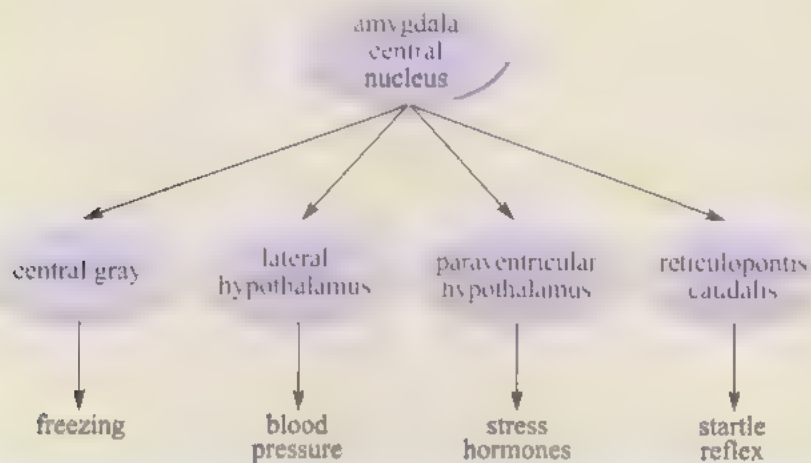 amygdala
central
nucleus
central gray
lateral
hypothalamus
paraventricular
hypothalamus
reticulopontis
caudalis
freezing
blood
pressure
stress
hormones
startle
reflex